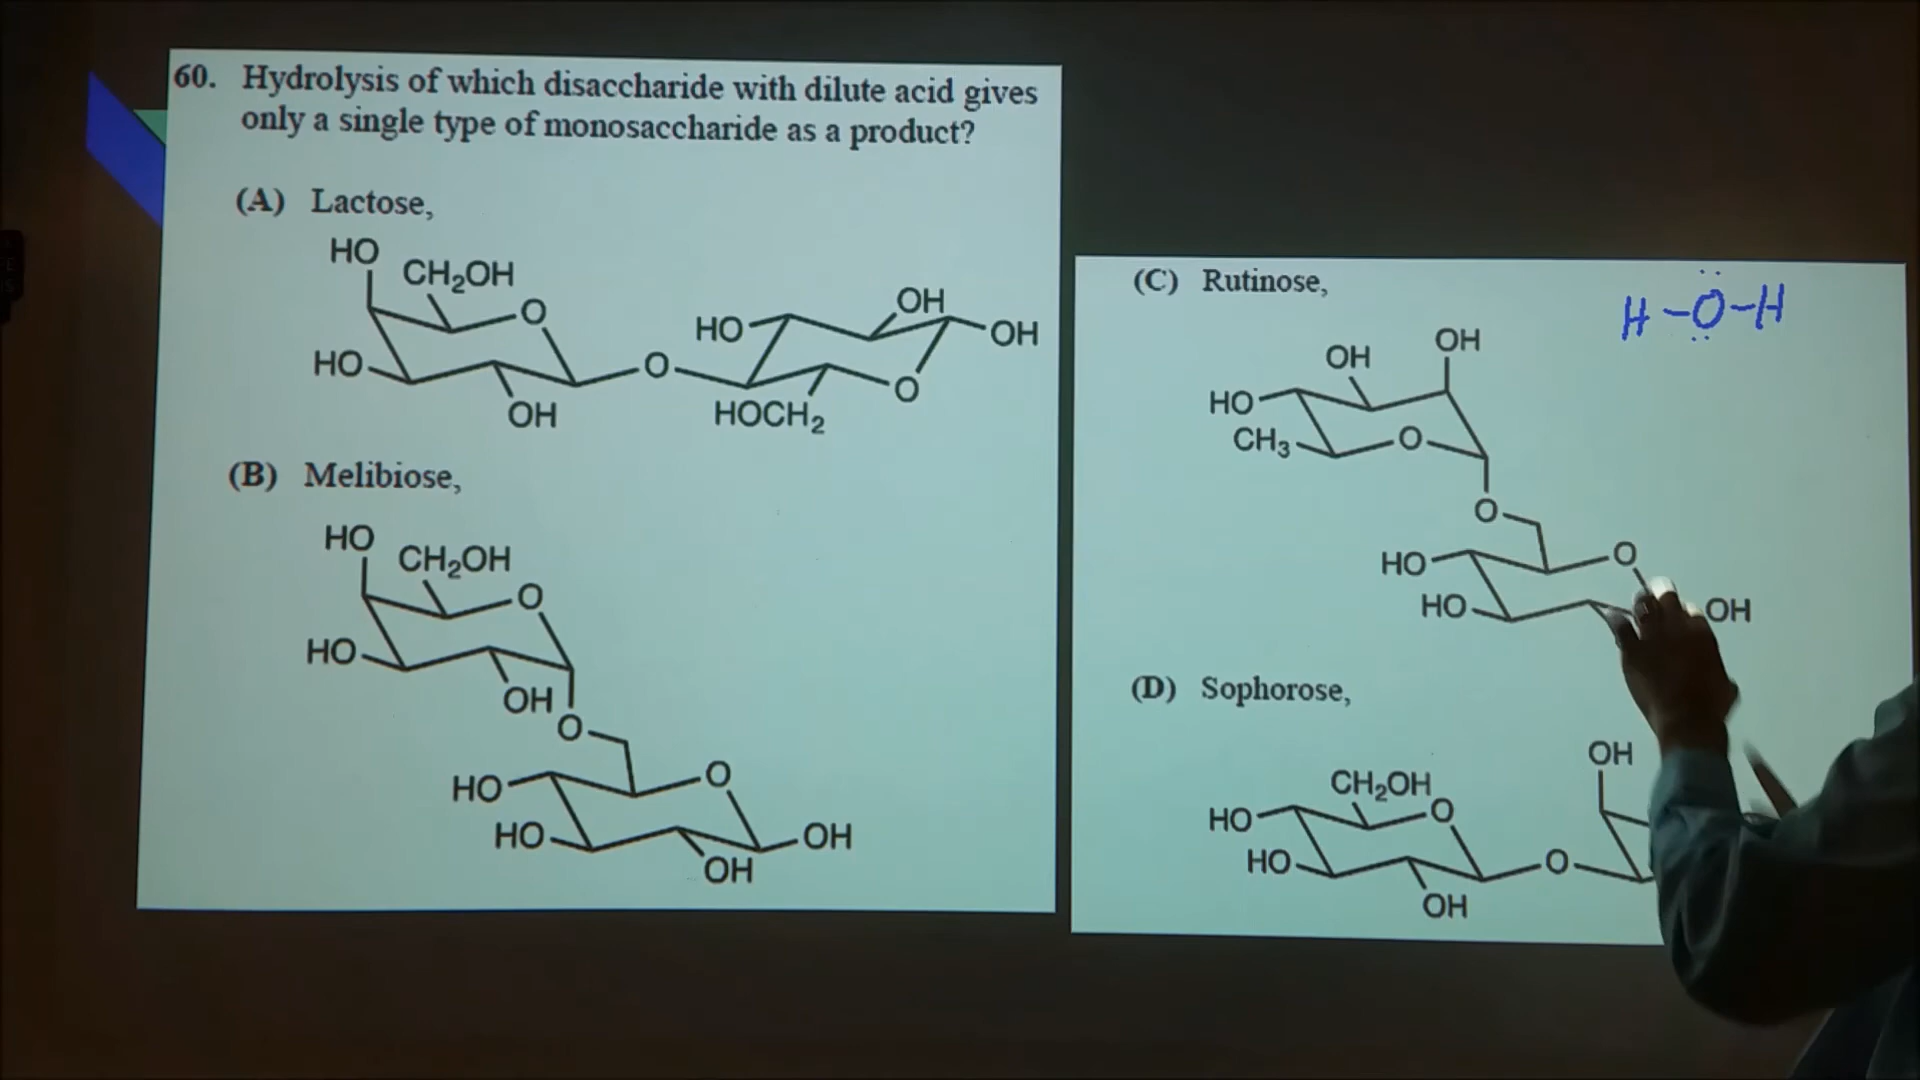 60. Hydrolysis of which disaccharide with dilute acid gives
only a single type of monosaccharide as a product?
(A) Lactose,
HO
CH₂OH
O
HO
OH
O
HO
OH
OH
O
HOCH₂
(B) Melibiose,
HO
CH₂OH
O
HO
OH
O
HO
O
HO
OH
OH
(C) Rutinose,
H-O-H
OH
OH
HO
CH₃
O
O
HO
O
HO
OH
(D) Sophorose,
OH
CH₂OH
HO
O
HO
O
OH